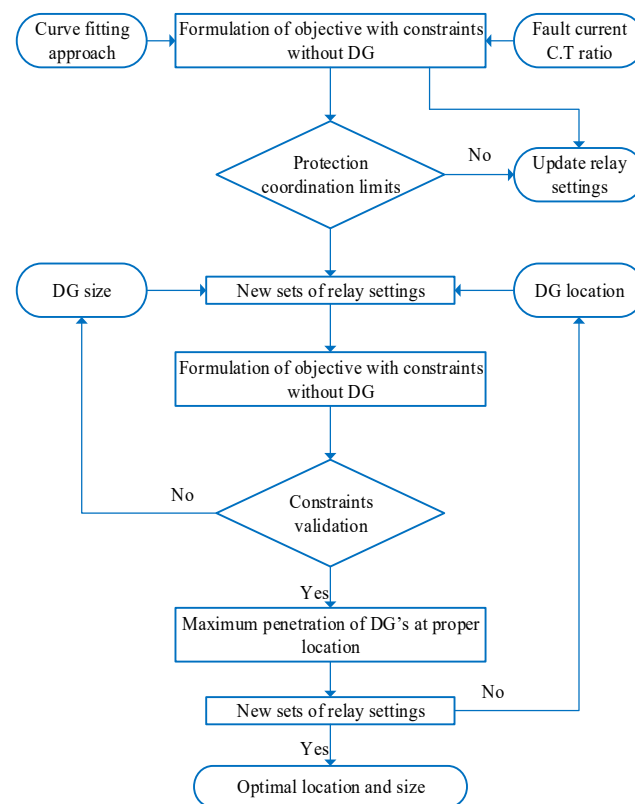 Curve fitting
approach
Formulation of objective with constraints
without DG
Fault current
C.T ratio
Protection
coordination limits
No
Update relay
settings
DG size
New sets of relay settings
DG location
Formulation of objective with constraints
without DG
No
Constraints
validation
Yes
Maximum penetration of DG's at proper
location
New sets of relay settings
No
Yes
Optimal location and size